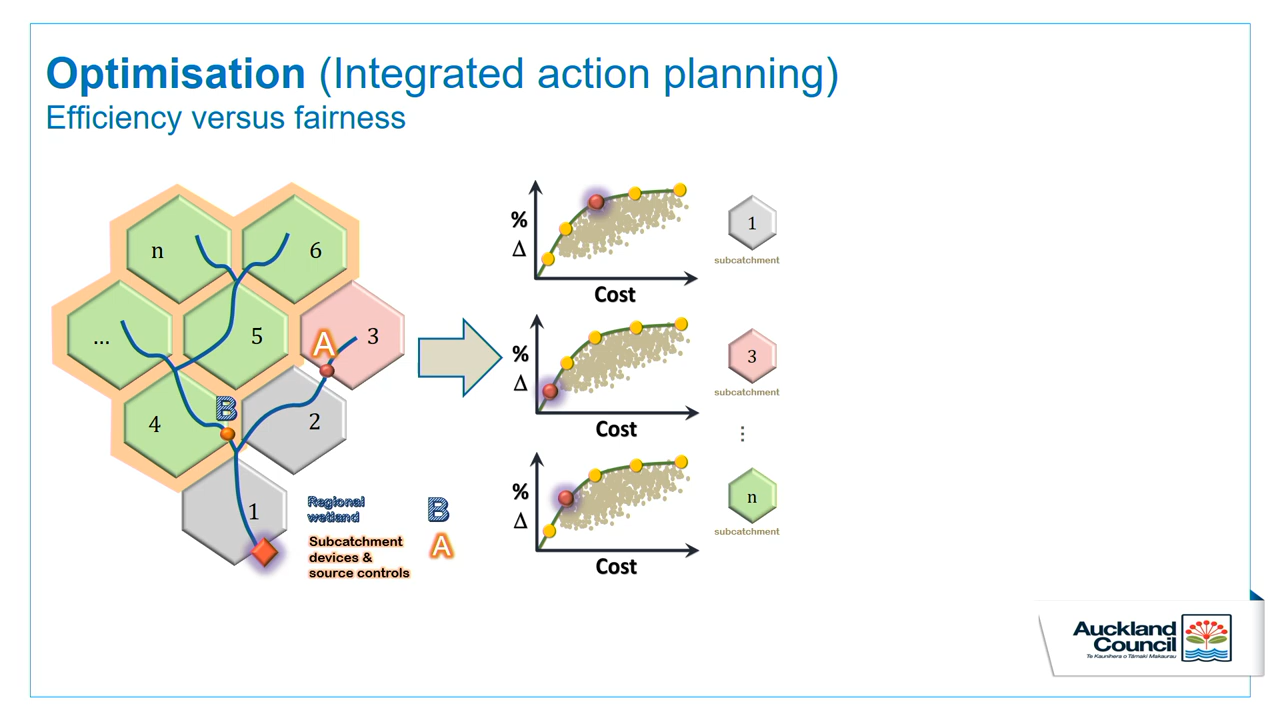 Optimisation (Integrated action planning)
Efficiency versus fairness
n
6
...
5
3
A
4
B
2
1
Regional
wetland
B
Subcatchment
devices &
source controls
A
%
Δ
Cost
1
subcatchment
%
Δ
Cost
3
subcatchment
⋮
%
Δ
Cost
n
subcatchment
Auckland
Council
Te Kaunihera o Tāmaki Makaurau